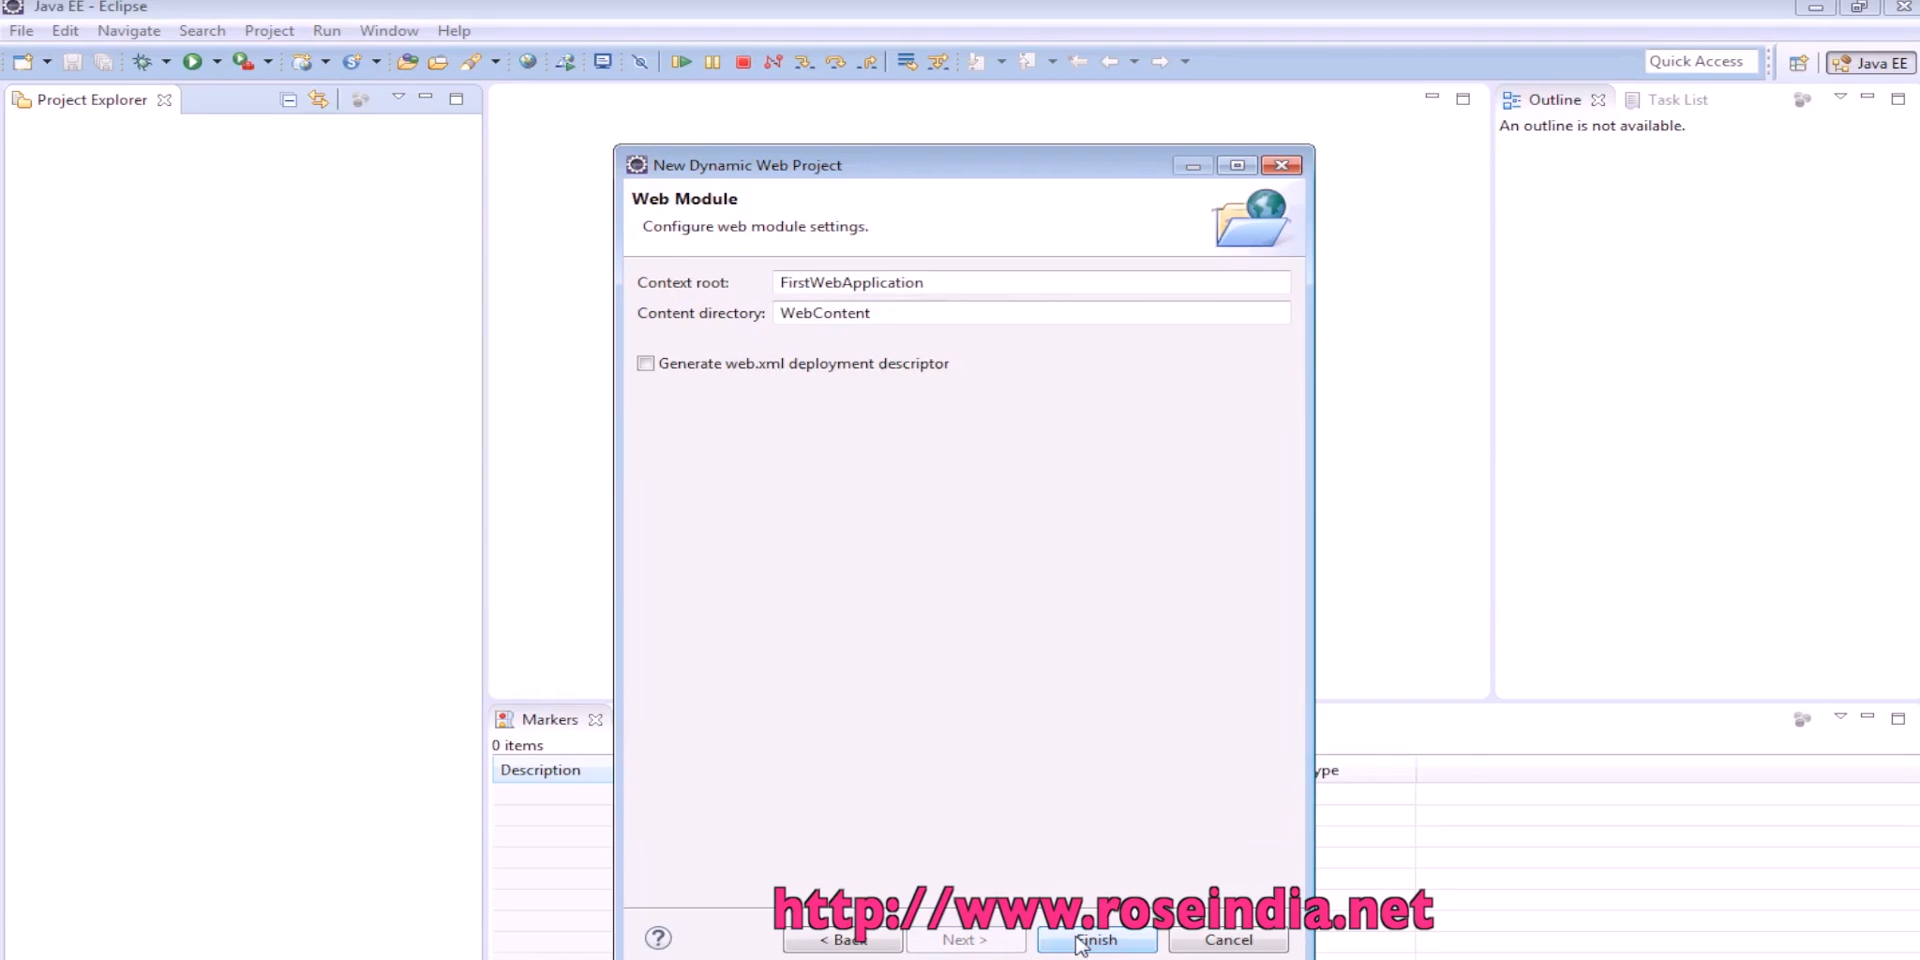 Java EE - Eclipse
File Edit Navigate Search Project Run Window Help
Quick Access
Java EE
Project Explorer
Outline
Task List
An outline is not available.
New Dynamic Web Project
Web Module
Configure web module settings.
Context root: FirstWebApplication
Content directory: WebContent
Generate web.xml deployment descriptor
Markers
0 items
Description
ype
http://www.roseindia.net
< Back
Next >
Finish
Cancel